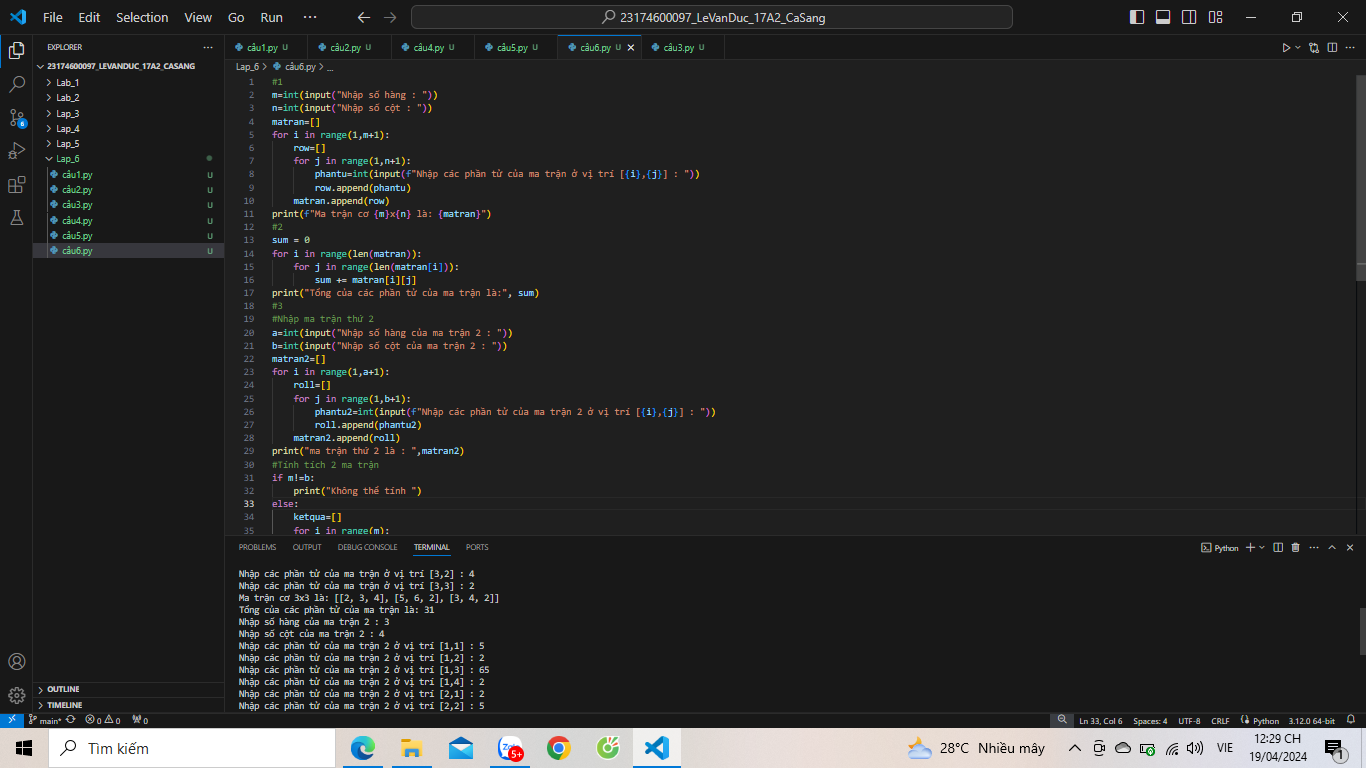 File Edit Selection View Go Run ···
23174600097_LeVanDuc_17A2_CaSang
EXPLORER
23174600097_LEVANDUC_17A2_CASANG
Lab_1
Lab_2
Lap_3
Lap_4
Lap_5
Lap_6
câu1.py U
câu2.py U
câu3.py U
câu4.py U
câu5.py U
câu6.py U
OUTLINE
TIMELINE
câu1.py U câu2.py U câu4.py U câu5.py U câu6.py U câu3.py U
Lap_6 > câu6.py > ...
1 #1
2 m=int(input("Nhập số hàng : "))
3 n=int(input("Nhập số cột : "))
4 matran=[]
5 for i in range(1,m+1):
6 row=[]
7 for j in range(1,n+1):
8 phantu=int(input(f"Nhập các phần tử của ma trận ở vị trí [{i},{j}] : "))
9 row.append(phantu)
10 matran.append(row)
11 print(f"Ma trận cơ {m}x{n} là: {matran}")
12 #2
13 sum = 0
14 for i in range(len(matran)):
15 for j in range(len(matran[i])):
16 sum += matran[i][j]
17 print("Tổng của các phần tử của ma trận là:", sum)
18 #3
19 #Nhập ma trận thứ 2
20 a=int(input("Nhập số hàng của ma trận 2 : "))
21 b=int(input("Nhập số cột của ma trận 2 : "))
22 matran2=[]
23 for i in range(1,a+1):
24 roll=[]
25 for j in range(1,b+1):
26 phantu2=int(input(f"Nhập các phần tử của ma trận 2 ở vị trí [{i},{j}] : "))
27 roll.append(phantu2)
28 matran2.append(roll)
29 print("ma trận thứ 2 là : ",matran2)
30 #Tính tích 2 ma trận
31 if m!=b:
32 print("Không thể tính ")
33 else:
34 ketqua=[]
35 for i in range(m):
PROBLEMS OUTPUT DEBUG CONSOLE TERMINAL PORTS
Python
Nhập các phần tử của ma trận ở vị trí [3,2] : 4
Nhập các phần tử của ma trận ở vị trí [3,3] : 2
Ma trận cơ 3x3 là: [[2, 3, 4], [5, 6, 2], [3, 4, 2]]
Tổng của các phần tử của ma trận là: 31
Nhập số hàng của ma trận 2 : 3
Nhập số cột của ma trận 2 : 4
Nhập các phần tử của ma trận 2 ở vị trí [1,1] : 5
Nhập các phần tử của ma trận 2 ở vị trí [1,2] : 2
Nhập các phần tử của ma trận 2 ở vị trí [1,3] : 65
Nhập các phần tử của ma trận 2 ở vị trí [1,4] : 2
Nhập các phần tử của ma trận 2 ở vị trí [2,1] : 2
Nhập các phần tử của ma trận 2 ở vị trí [2,2] : 5
main* 0 0 0 Ln 33, Col 6 Spaces: 4 UTF-8 CRLF Python 3.12.0 64-bit
Tìm kiếm
5+
28°C Nhiều mây
VIE
12:29 CH
19/04/2024
1